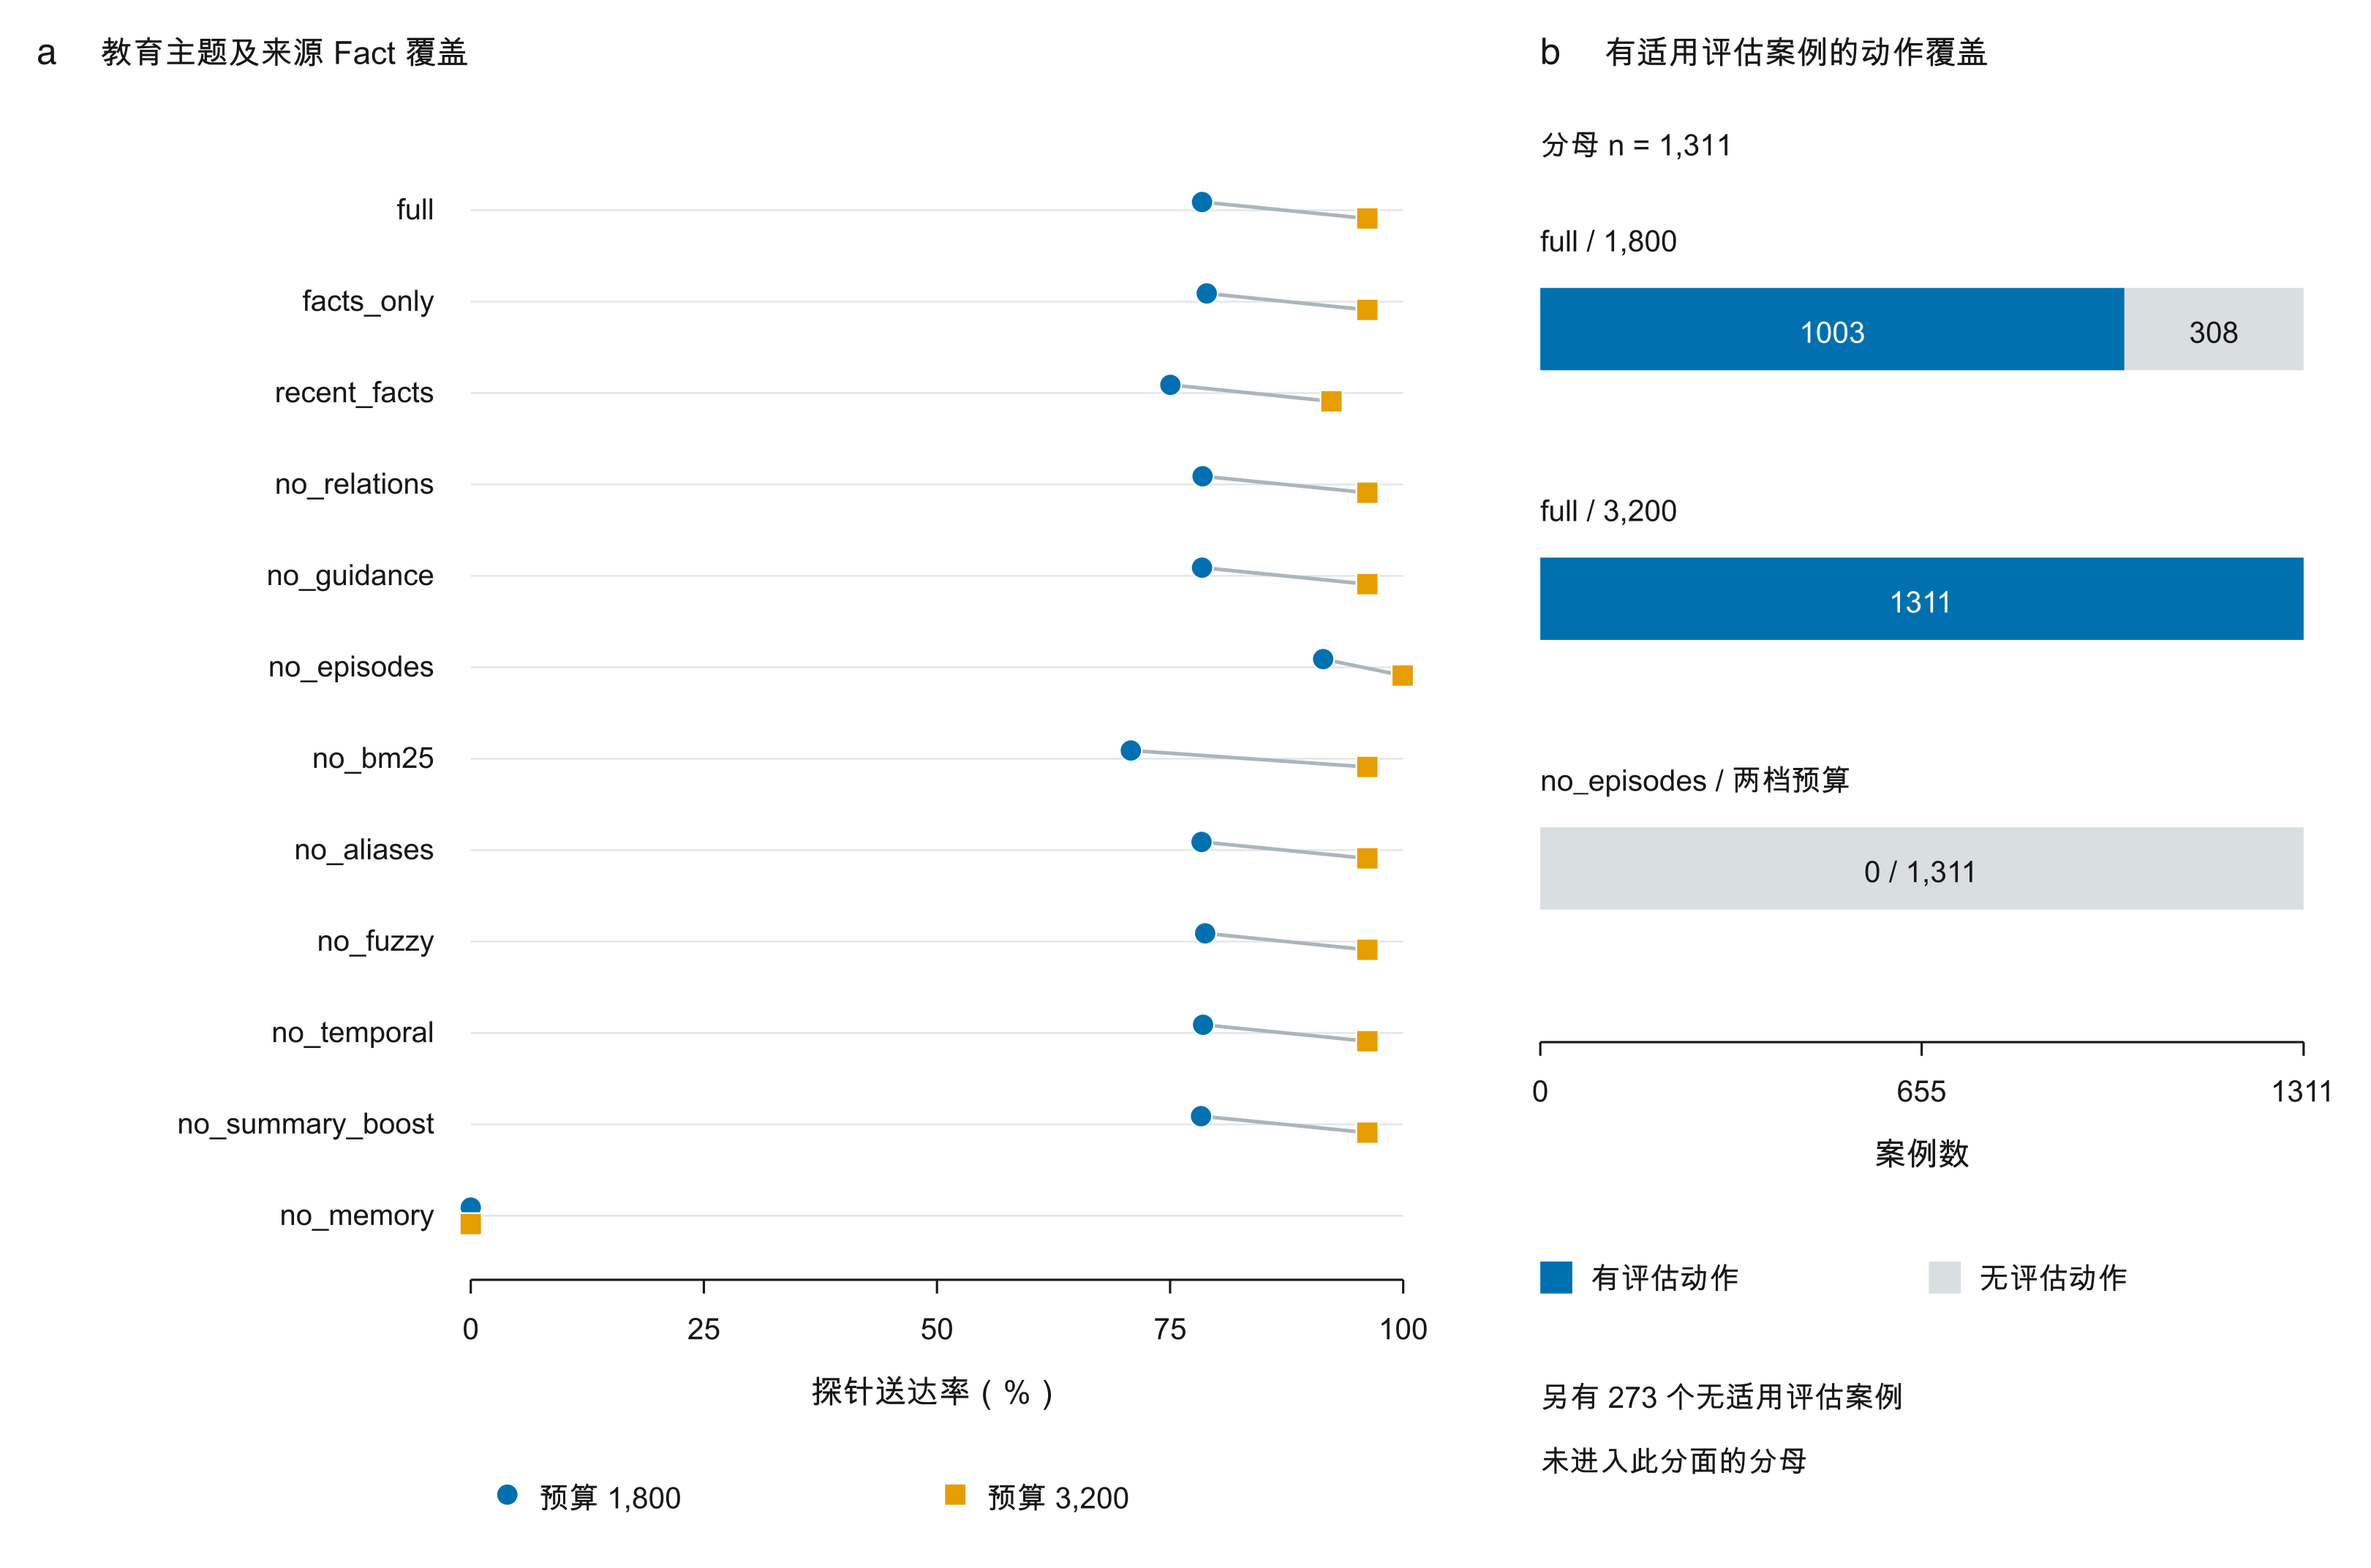 a 教育主题及来源 Fact 覆盖
full
facts_only
recent_facts
no_relations
no_guidance
no_episodes
no_bm25
no_aliases
no_fuzzy
no_temporal
no_summary_boost
no_memory
0 25 50 75 100
探针送达率 ( % )
预算 1,800 预算 3,200
b 有适用评估案例的动作覆盖
分母 n = 1,311
full / 1,800
1003 308
full / 3,200
1311
no_episodes / 两档预算
0 / 1,311
0 655 1311
案例数
有评估动作 无评估动作
另有 273 个无适用评估案例
未进入此分面的分母